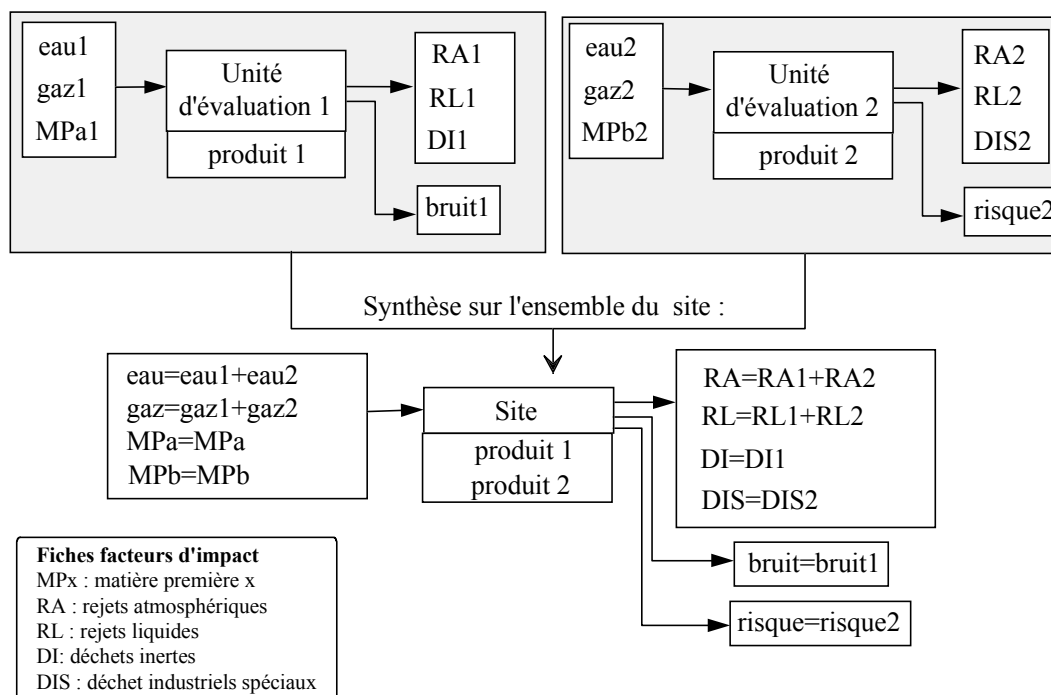 eau1
gaz1
MPa1
Unité
d'évaluation 1
produit 1
RA1
RL1
DI1
bruit1
eau2
gaz2
MPb2
Unité
d'évaluation 2
produit 2
RA2
RL2
DIS2
risque2
Synthèse sur l'ensemble du site :
eau=eau1+eau2
gaz=gaz1+gaz2
MPa=MPa
MPb=MPb
Site
produit 1
produit 2
RA=RA1+RA2
RL=RL1+RL2
DI=DI1
DIS=DIS2
bruit=bruit1
risque=risque2
Fiches facteurs d'impact
MPx : matière première x
RA : rejets atmosphériques
RL : rejets liquides
DI: déchets inertes
DIS : déchet industriels spéciaux